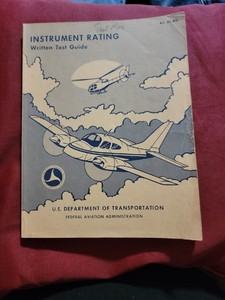 INSTRUMENT RATING
Written Test Guide
U.S. DEPARTMENT OF TRANSPORTATION
FEDERAL AVIATION ADMINISTRATION